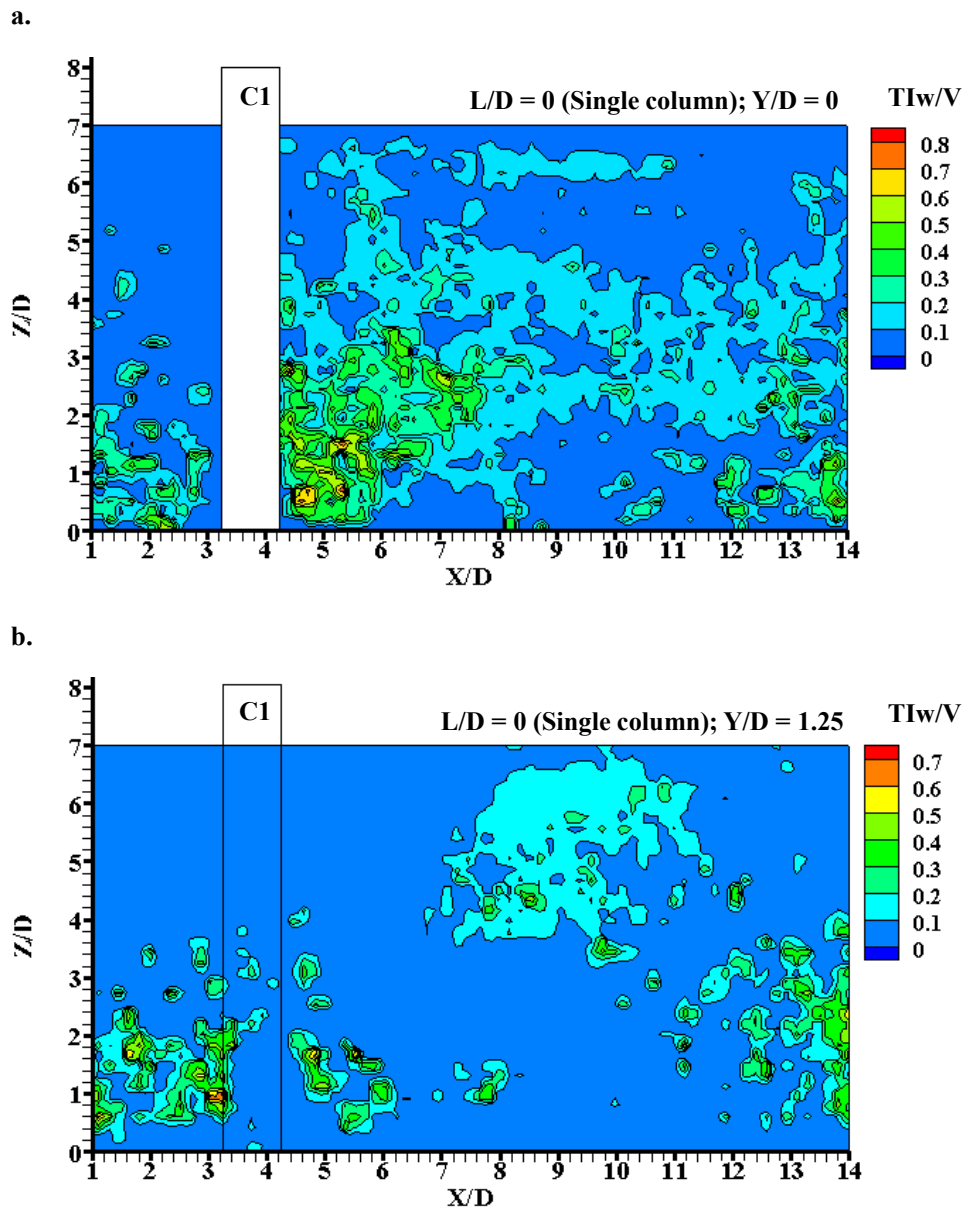 a.
C1
L/D = 0 (Single column); Y/D = 0
TIw/V
8
7
6
5
4
3
2
1
0
Z/D
0.8
0.7
0.6
0.5
0.4
0.3
0.2
0.1
0
1 2 3 4 5 6 7 8 9 10 11 12 13 14
X/D
b.
C1
L/D = 0 (Single column); Y/D = 1.25
TIw/V
8
7
6
5
4
3
2
1
0
Z/D
0.7
0.6
0.5
0.4
0.3
0.2
0.1
0
1 2 3 4 5 6 7 8 9 10 11 12 13 14
X/D